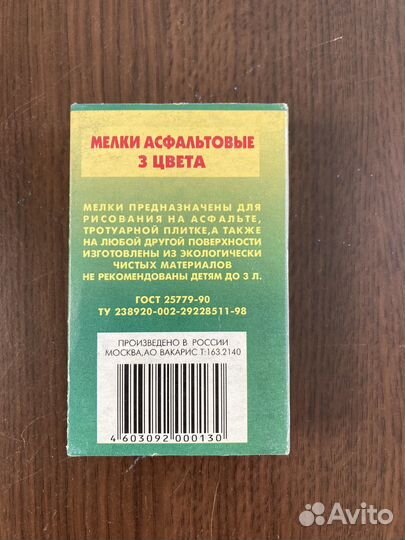 МЕЛКИ АСФАЛЬТОВЫЕ
3 ЦВЕТА
МЕЛКИ ПРЕДНАЗНАЧЕНЫ ДЛЯ
РИСОВАНИЯ НА АСФАЛЬТЕ,
ТРОТУАРНОЙ ПЛИТКЕ,А ТАКЖЕ
НА ЛЮБОЙ ДРУГОЙ ПОВЕРХНОСТИ
ИЗГОТОВЛЕНЫ ИЗ ЭКОЛОГИЧЕСКИ
ЧИСТЫХ МАТЕРИАЛОВ
НЕ РЕКОМЕНДОВАНЫ ДЕТЯМ ДО 3 Л.
ГОСТ 25779-90
ТУ 238920-002-29228511-98
ПРОИЗВЕДЕНО В РОССИИ
МОСКВА,АО ВАКАРИС Т:163.2140
4 603092 000130
Avito